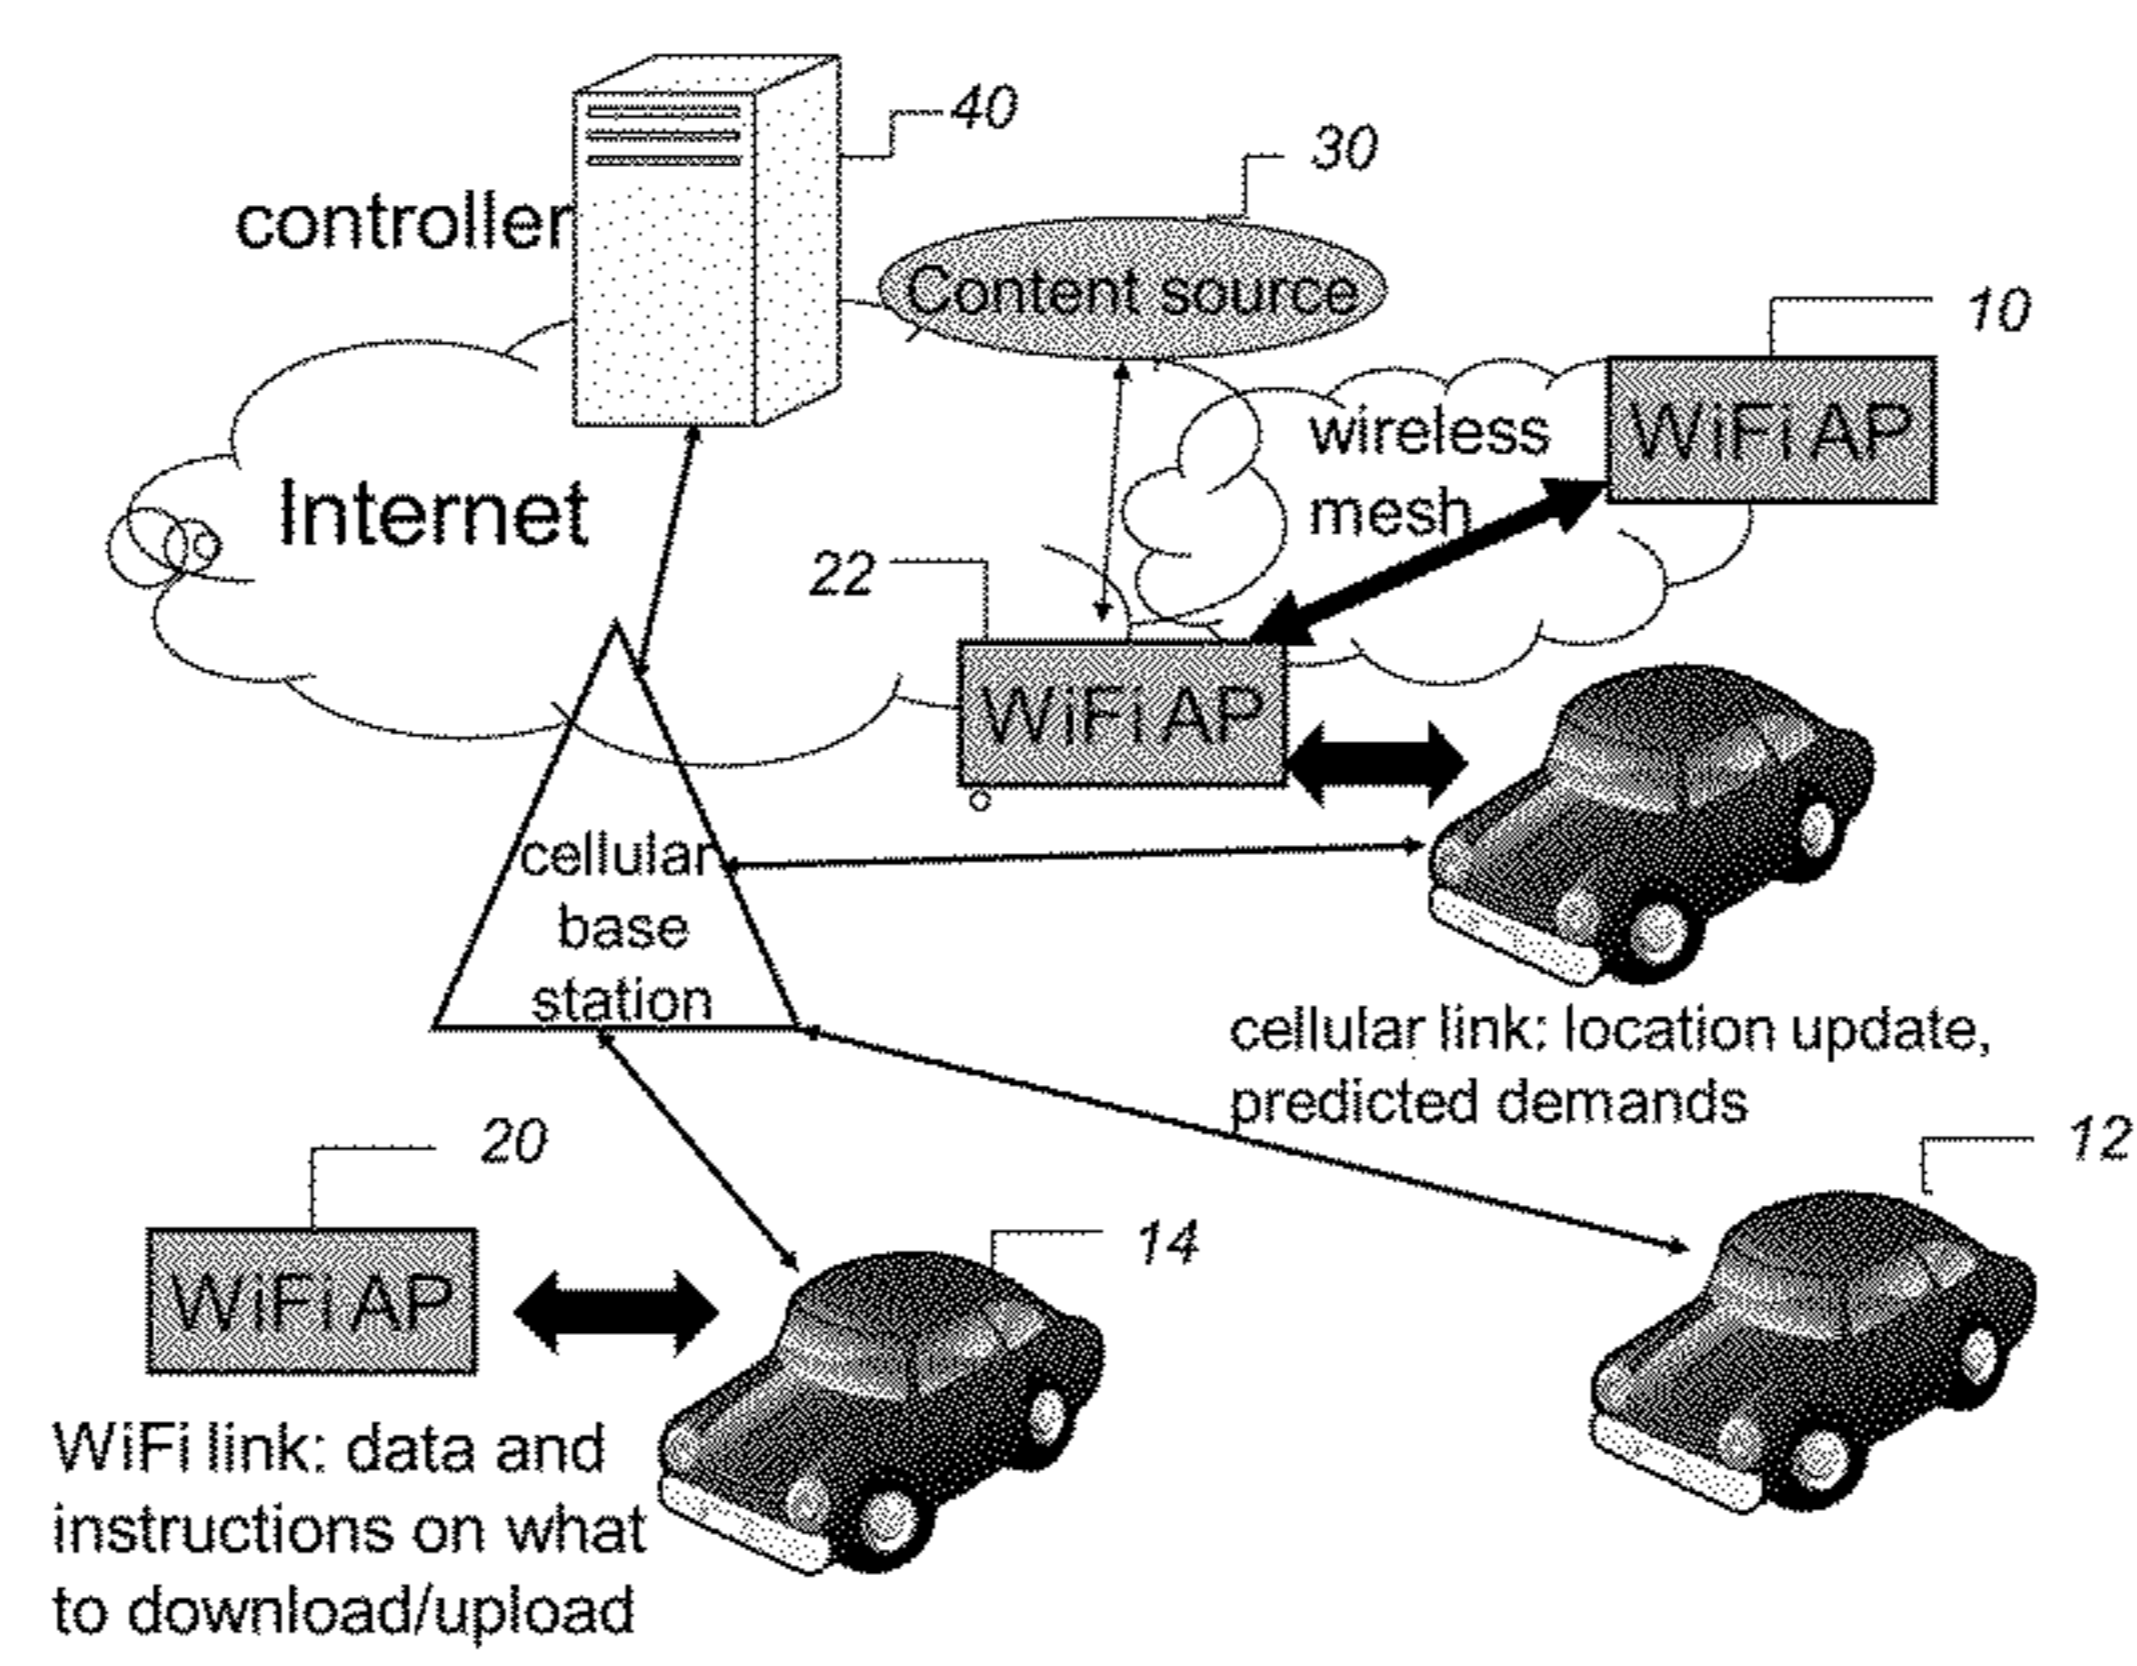 40
30
controller
Content source
10
WiFi AP
wireless
mesh
Internet
22
WiFi AP
cellular
base
station
cellular link: location update,
predicted demands
20
12
14
WiFi AP
WiFi link: data and
instructions on what
to download/upload